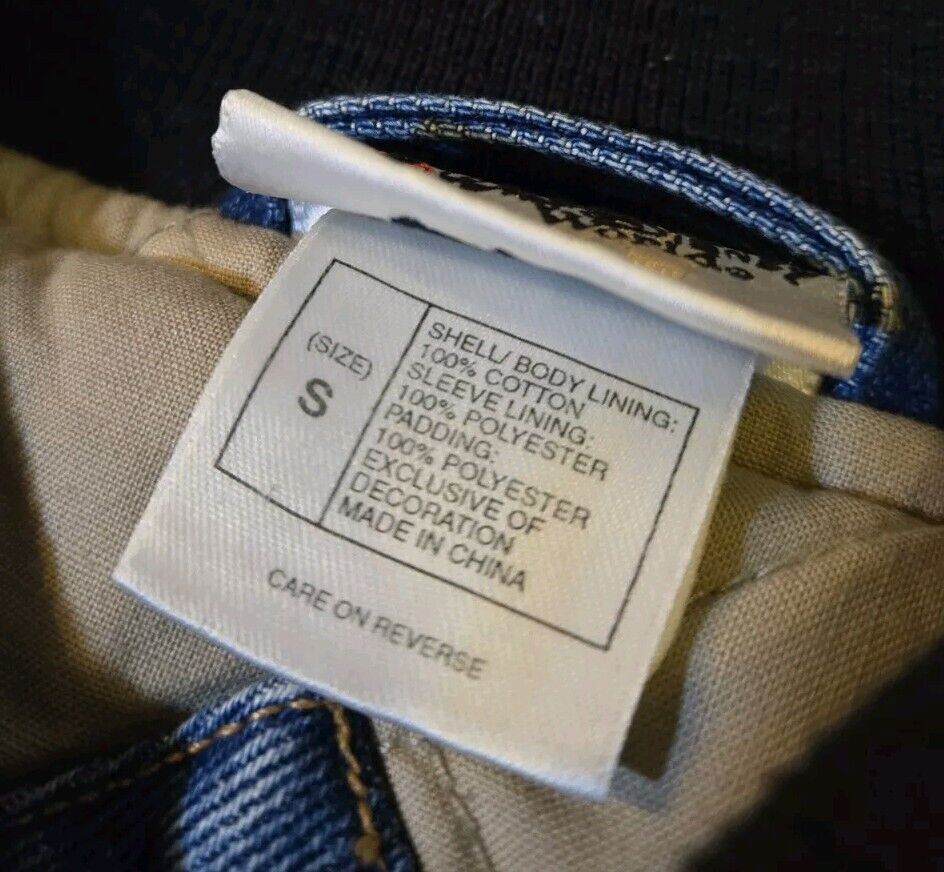 World®
(SIZE)
S
SHELL/ BODY LINING:
100% COTTON
SLEEVE LINING:
100% POLYESTER
PADDING:
100% POLYESTER
EXCLUSIVE OF
DECORATION
MADE IN CHINA
CARE ON REVERSE